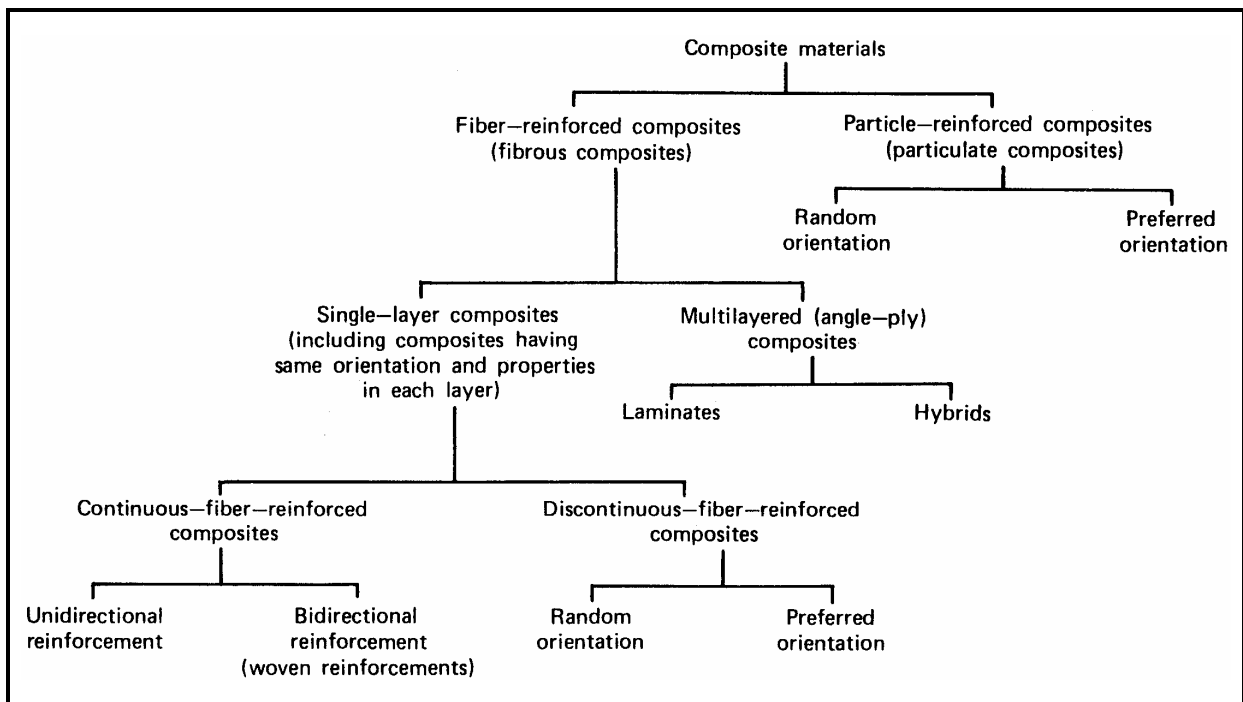 Composite materials
Fiber—reinforced composites
(fibrous composites)
Particle—reinforced composites
(particulate composites)
Random
orientation
Preferred
orientation
Single—layer composites
(including composites having
same orientation and properties
in each layer)
Multilayered (angle—ply)
composites
Laminates
Hybrids
Continuous—fiber—reinforced
composites
Discontinuous—fiber—reinforced
composites
Unidirectional
reinforcement
Bidirectional
reinforcement
(woven reinforcements)
Random
orientation
Preferred
orientation